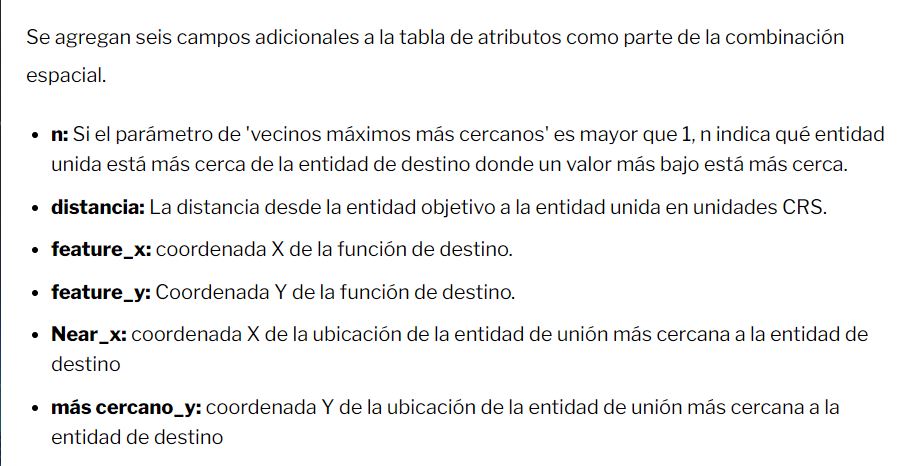 Se agregan seis campos adicionales a la tabla de atributos como parte de la combinación
espacial.
• n: Si el parámetro de 'vecinos máximos más cercanos' es mayor que 1, n indica qué entidad
unida está más cerca de la entidad de destino donde un valor más bajo está más cerca.
• distancia: La distancia desde la entidad objetivo a la entidad unida en unidades CRS.
• feature_x: coordenada X de la función de destino.
• feature_y: Coordenada Y de la función de destino.
• Near_x: coordenada X de la ubicación de la entidad de unión más cercana a la entidad de
destino
• más cercano_y: coordenada Y de la ubicación de la entidad de unión más cercana a la
entidad de destino